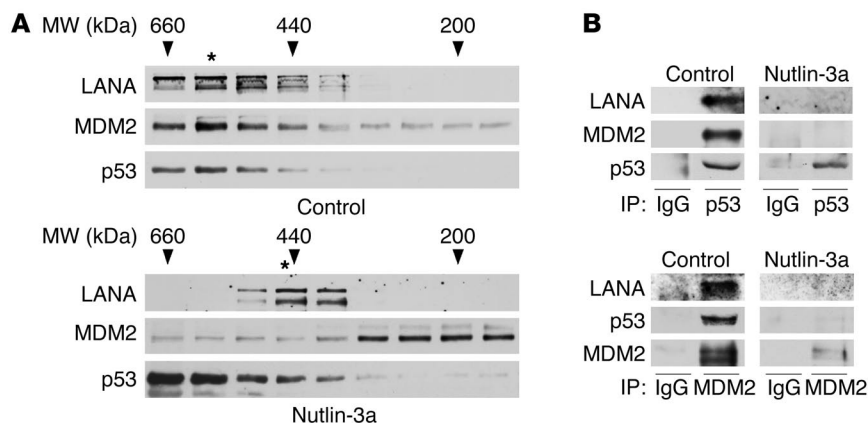 A
MW (kDa) 660 440 200
▼ ▼ ▼
*
LANA
MDM2
p53
Control
MW (kDa) 660 440 200
▼ * ▼ ▼
LANA
MDM2
p53
Nutlin-3a
B
Control Nutlin-3a
LANA
MDM2
p53
IP: IgG p53 IgG p53
Control Nutlin-3a
LANA
p53
MDM2
IP: IgG MDM2 IgG MDM2